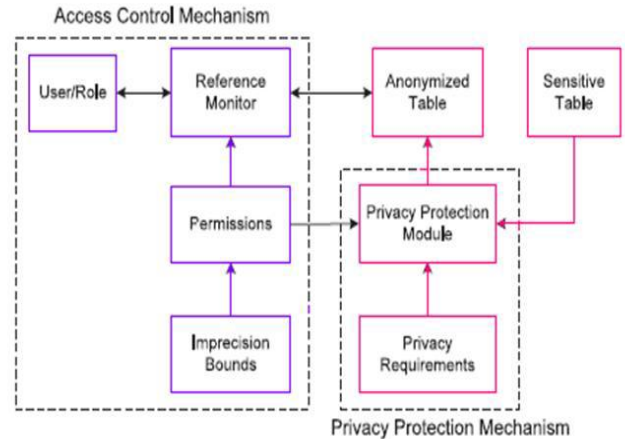 Access Control Mechanism
User/Role
Reference
Monitor
Anonymized
Table
Sensitive
Table
Permissions
Privacy Protection
Module
Imprecision
Bounds
Privacy
Requirements
Privacy Protection Mechanism